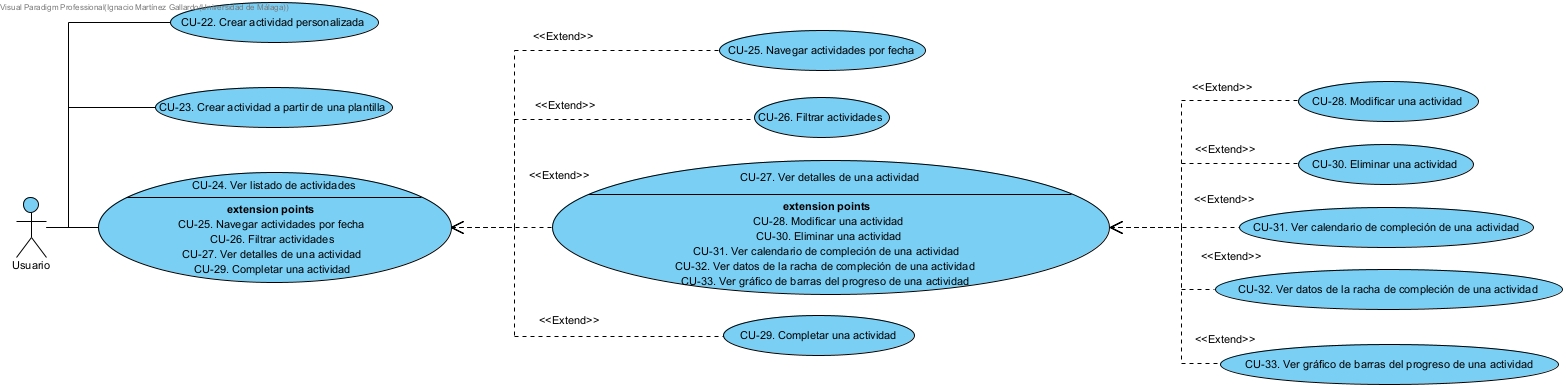 Visual Paradigm Professional(Ignacio Martínez Gallardo(Universidad de Málaga))
CU-22. Crear actividad personalizada
CU-23. Crear actividad a partir de una plantilla
CU-24. Ver listado de actividades
extension points
CU-25. Navegar actividades por fecha
CU-26. Filtrar actividades
CU-27. Ver detalles de una actividad
CU-29. Completar una actividad
Usuario
<<Extend>>
CU-25. Navegar actividades por fecha
<<Extend>>
CU-26. Filtrar actividades
<<Extend>>
CU-27. Ver detalles de una actividad
extension points
CU-28. Modificar una actividad
CU-30. Eliminar una actividad
CU-31. Ver calendario de compleción de una actividad
CU-32. Ver datos de la racha de compleción de una actividad
CU-33. Ver gráfico de barras del progreso de una actividad
<<Extend>>
CU-29. Completar una actividad
<<Extend>>
CU-28. Modificar una actividad
<<Extend>>
CU-30. Eliminar una actividad
<<Extend>>
CU-31. Ver calendario de compleción de una actividad
<<Extend>>
CU-32. Ver datos de la racha de compleción de una actividad
<<Extend>>
CU-33. Ver gráfico de barras del progreso de una actividad